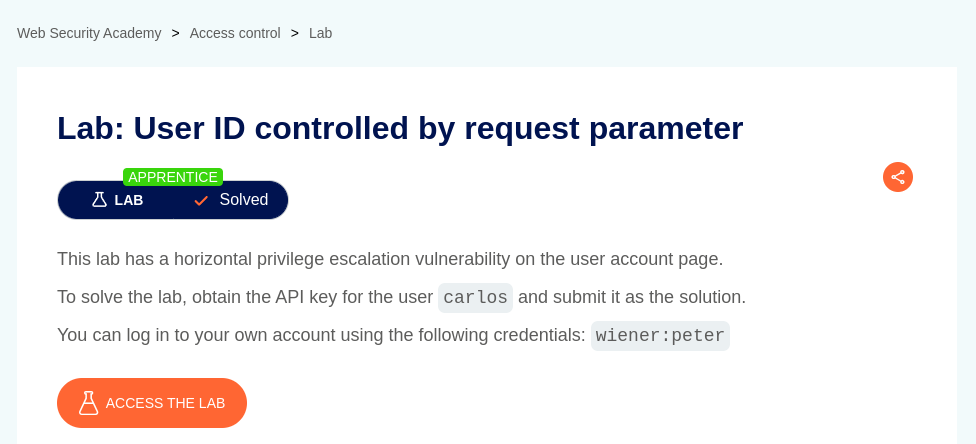 Web Security Academy > Access control > Lab
Lab: User ID controlled by request parameter
APPRENTICE
LAB Solved
This lab has a horizontal privilege escalation vulnerability on the user account page.
To solve the lab, obtain the API key for the user carlos and submit it as the solution.
You can log in to your own account using the following credentials: wiener:peter
ACCESS THE LAB